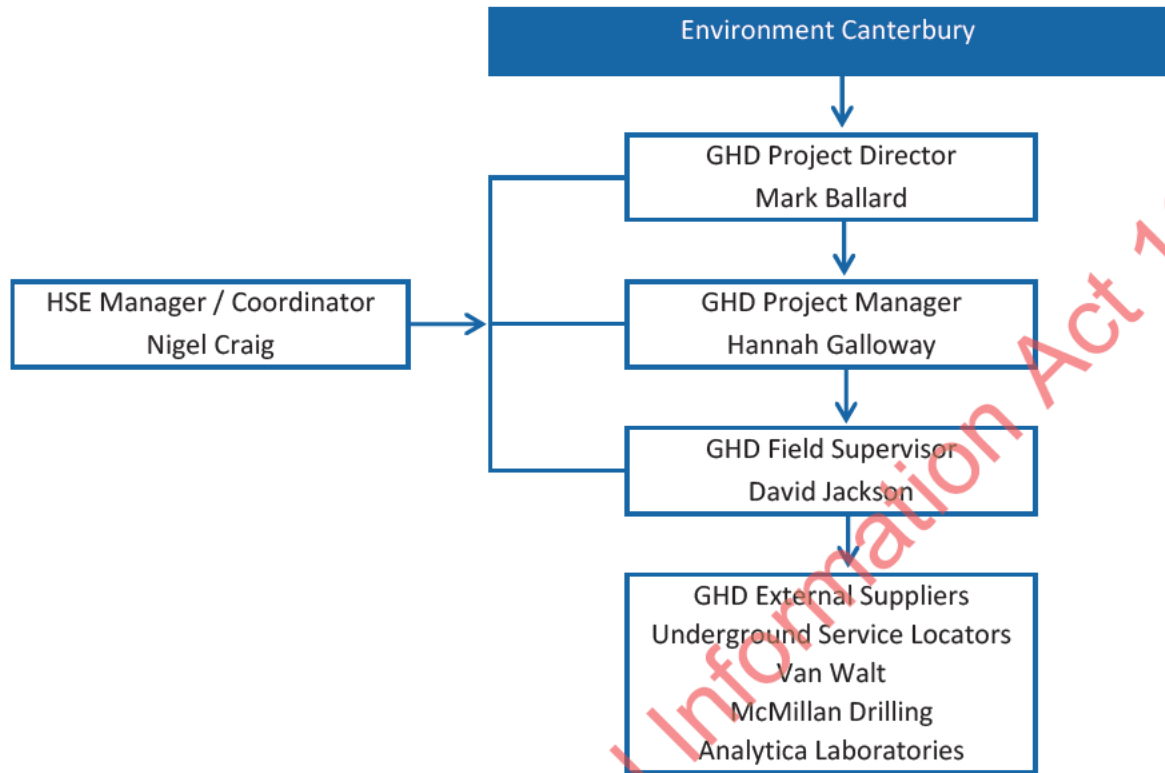 Environment Canterbury
GHD Project Director
Mark Ballard
HSE Manager / Coordinator
Nigel Craig
GHD Project Manager
Hannah Galloway
GHD Field Supervisor
David Jackson
GHD External Suppliers
Underground Service Locators
Van Walt
McMillan Drilling
Analytica Laboratories
Information Act